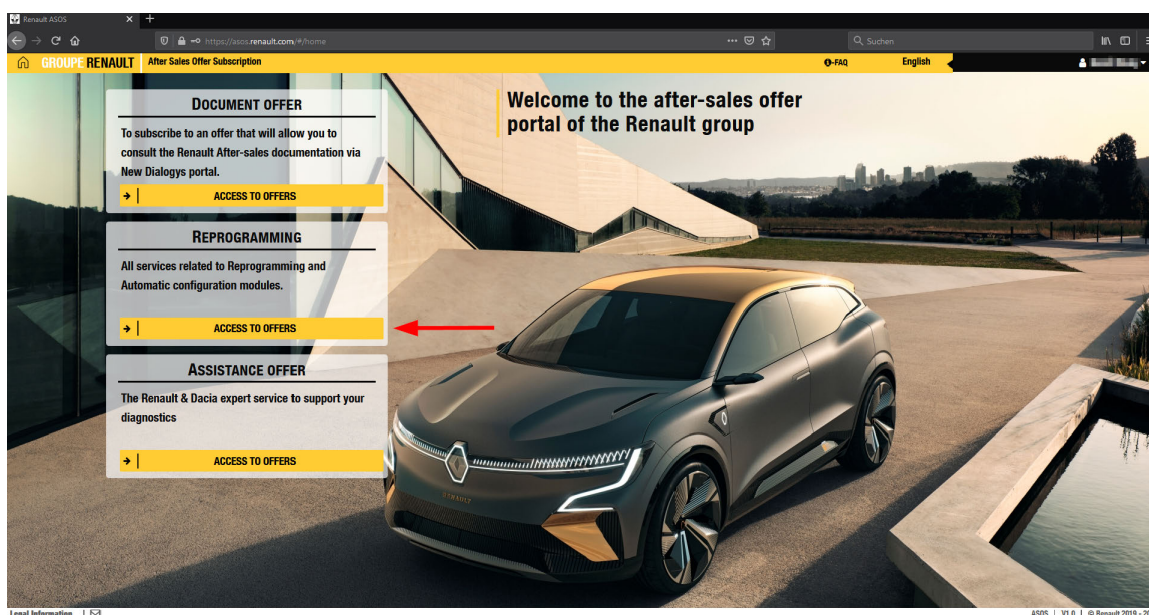 Renault ASOS
https://asos.renault.com/#/home
Suchen
GROUPE RENAULT After Sales Offer Subscription
FAQ
English
DOCUMENT OFFER
To subscribe to an offer that will allow you to
consult the Renault After-sales documentation via
New Dialogys portal.
ACCESS TO OFFERS
REPROGRAMMING
All services related to Reprogramming and
Automatic configuration modules.
ACCESS TO OFFERS
ASSISTANCE OFFER
The Renault & Dacia expert service to support your
diagnostics
ACCESS TO OFFERS
Welcome to the after-sales offer
portal of the Renault group
RENAULT
Legal Information
ASOS | V1.0 | © Renault 2019 - 20